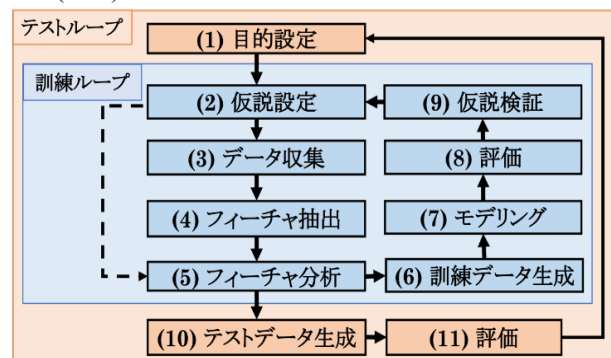 テストループ
(1) 目的設定
訓練ループ
(2) 仮説設定
(9) 仮説検証
(3) データ収集
(8) 評価
(4) フィーチャ抽出
(7) モデリング
(5) フィーチャ分析
(6) 訓練データ生成
(10) テストデータ生成
(11) 評価